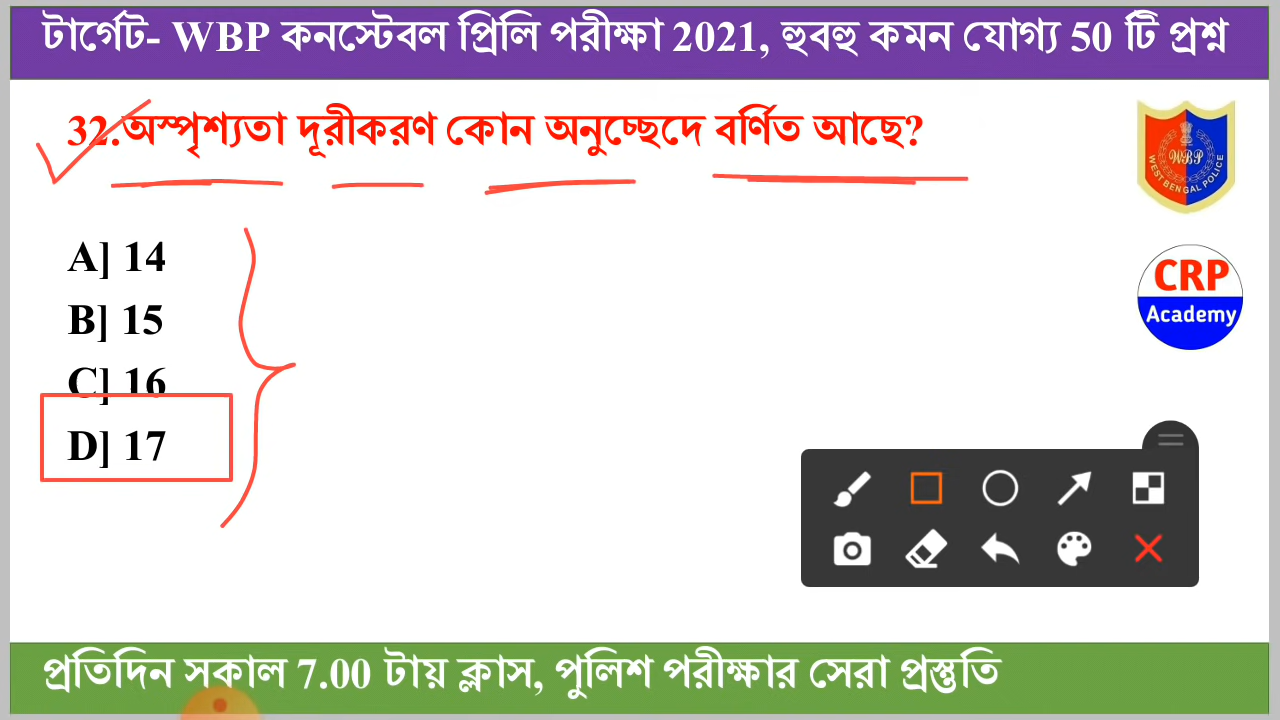 টার্গেট- WBP কনস্টেবল প্রিলি পরীক্ষা 2021, হুবহু কমন যোগ্য 50 টি প্রশ্ন
32.অস্পৃশ্যতা দূরীকরণ কোন অনুচ্ছেদে বর্ণিত আছে?
WBP
WEST BENGAL POLICE
A] 14
B] 15
C] 16
D] 17
CRP
Academy
প্রতিদিন সকাল 7.00 টায় ক্লাস, পুলিশ পরীক্ষার সেরা প্রস্তুতি